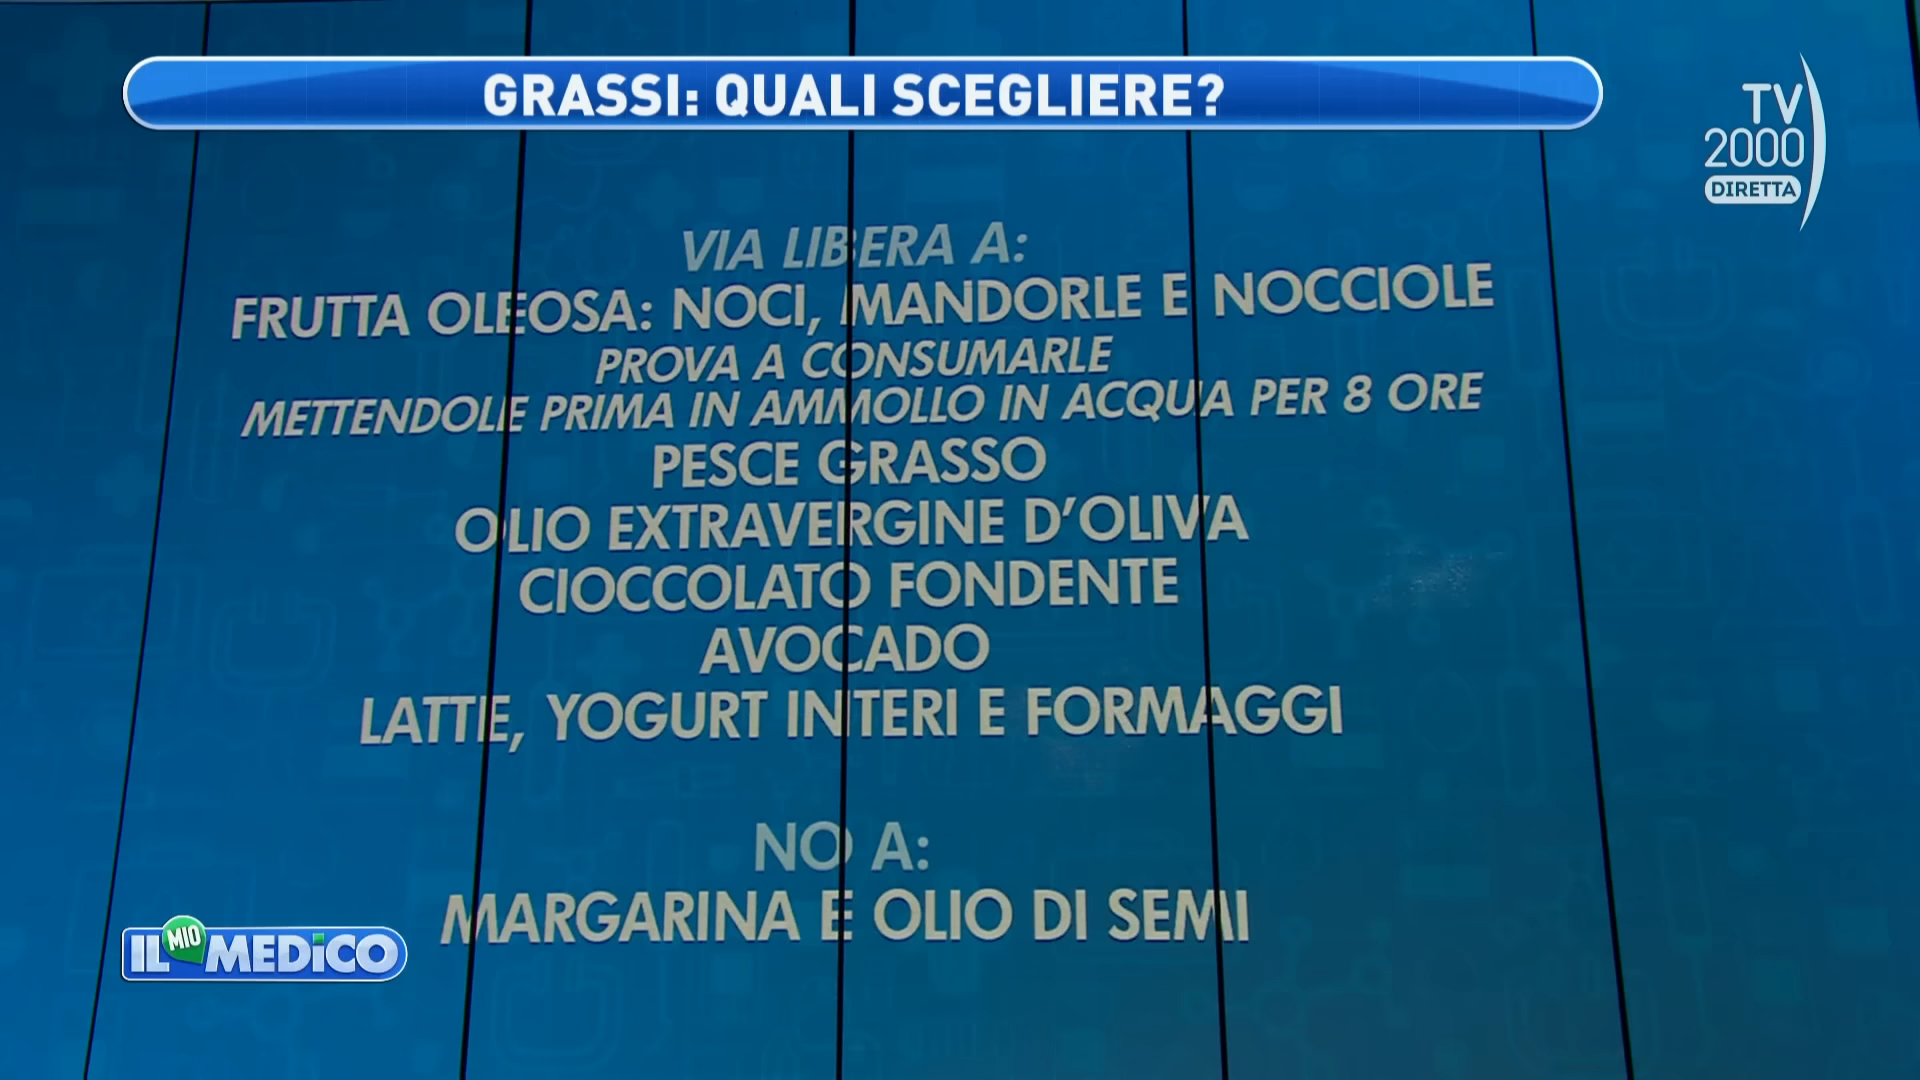 GRASSI: QUALI SCEGLIERE?
TV
2000
DIRETTA
VIA LIBERA A:
FRUTTA OLEOSA: NOCI, MANDORLE E NOCCIOLE
PROVA A CONSUMARLE
METTENDOLE PRIMA IN AMMOLLO IN ACQUA PER 8 ORE
PESCE GRASSO
OLIO EXTRAVERGINE D'OLIVA
CIOCCOLATO FONDENTE
AVOCADO
LATTE, YOGURT INTERI E FORMAGGI
NO A:
MARGARINA E OLIO DI SEMI
IL MIO MEDICO